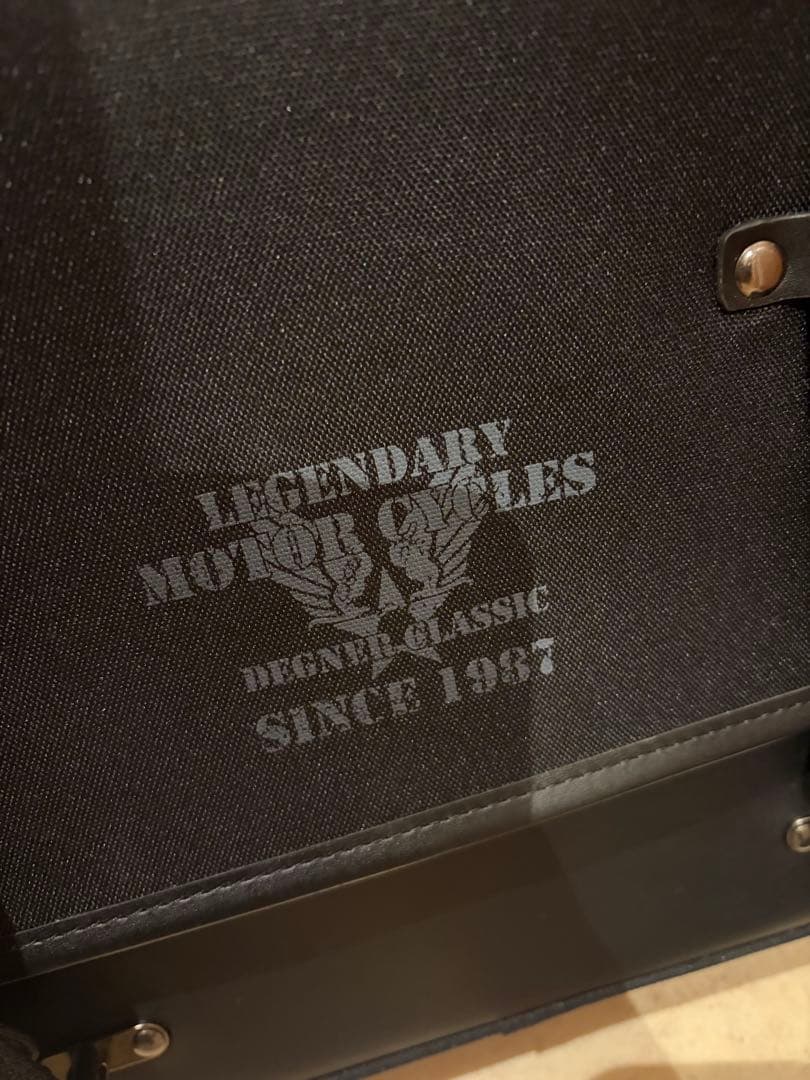 LEGENDARY
MOTOR CYCLES
DEGNER CLASSIC
SINCE 1987